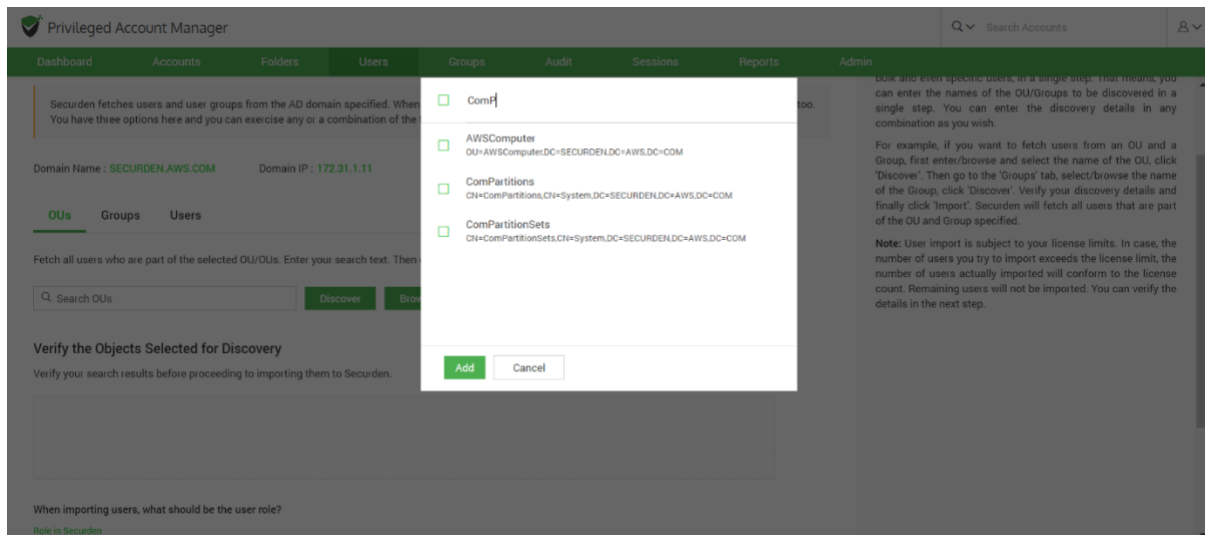 Privileged Account Manager
Search Accounts
Dashboard Accounts Folders Users Groups Audit Sessions Reports Admin
Securden fetches users and user groups from the AD domain specified. When
too.
You have three options here and you can exercise any or a combination of the
Domain Name : SECURDEN.AWS.COM Domain IP : 172.31.1.11
OUs Groups Users
Fetch all users who are part of the selected OU/OUs. Enter your search text. Then
Search OUs
Discover
Verify the Objects Selected for Discovery
Verify your search results before proceeding to importing them to Securden.
When importing users, what should be the user role?
Role in Securden
ComP
AWSComputer
OU=AWSComputer,DC=SECURDEN,DC=AWS,DC=COM
ComPartitions
CN=ComPartitions,CN=System,DC=SECURDEN,DC=AWS,DC=COM
ComPartitionSets
CN=ComPartitionSets,CN=System,DC=SECURDEN,DC=AWS,DC=COM
Add
Cancel
bulk and even specific users, in a single step. That means, you
can enter the names of the OU/Groups to be discovered in a
single step. You can enter the discovery details in any
combination as you wish.
For example, if you want to fetch users from an OU and a
Group, first enter/browse and select the name of the OU, click
'Discover'. Then go to the 'Groups' tab, select/browse the name
of the Group, click 'Discover'. Verify your discovery details and
finally click 'Import'. Securden will fetch all users that are part
of the OU and Group specified.
Note: User import is subject to your license limits. In case, the
number of users you try to import exceeds the license limit, the
number of users actually imported will conform to the license
count. Remaining users will not be imported. You can verify the
details in the next step.